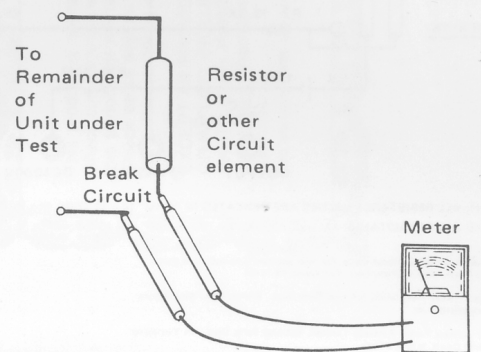 To
Remainder
of
Unit under
Test
Resistor
or
other
Circuit
element
Break
Circuit
Meter